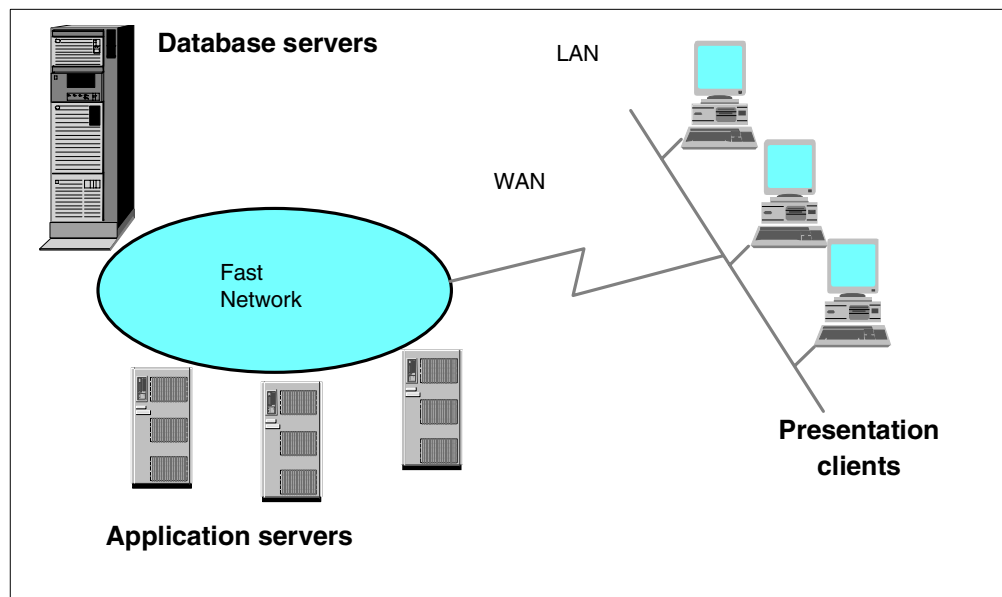 Database servers
LAN
WAN
Fast
Network
Presentation
clients
Application servers